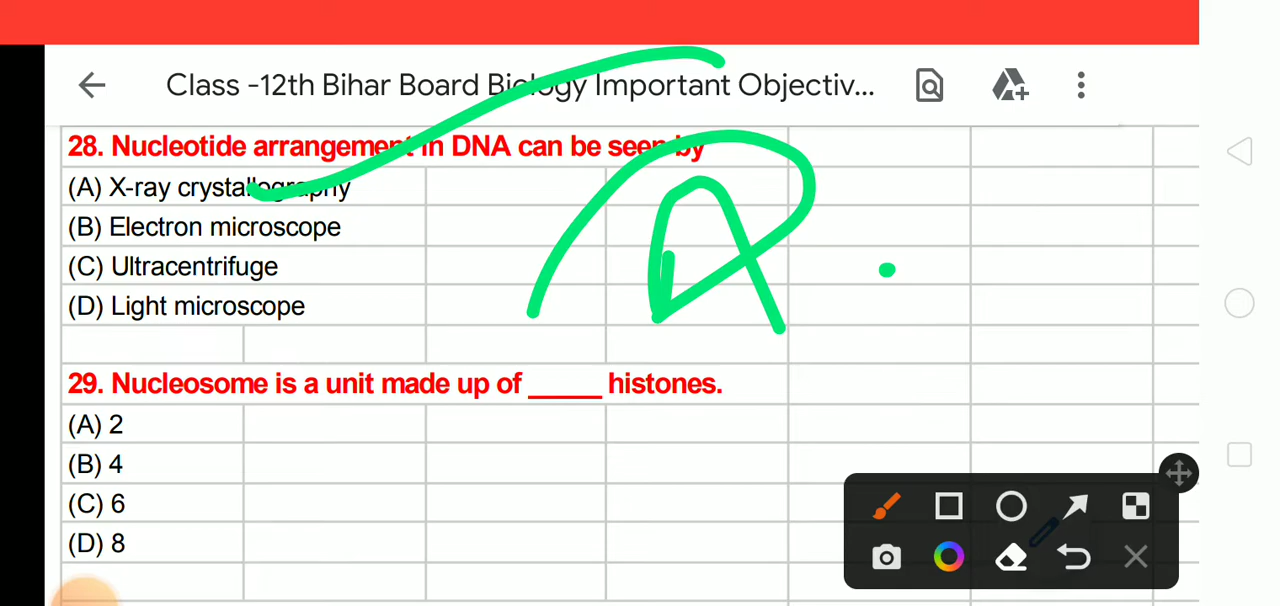 Class -12th Bihar Board Biology Important Objectiv...
28. Nucleotide arrangement in DNA can be seen by
(A) X-ray crystallography
(B) Electron microscope
(C) Ultracentrifuge
(D) Light microscope
A
29. Nucleosome is a unit made up of _____ histones.
(A) 2
(B) 4
(C) 6
(D) 8